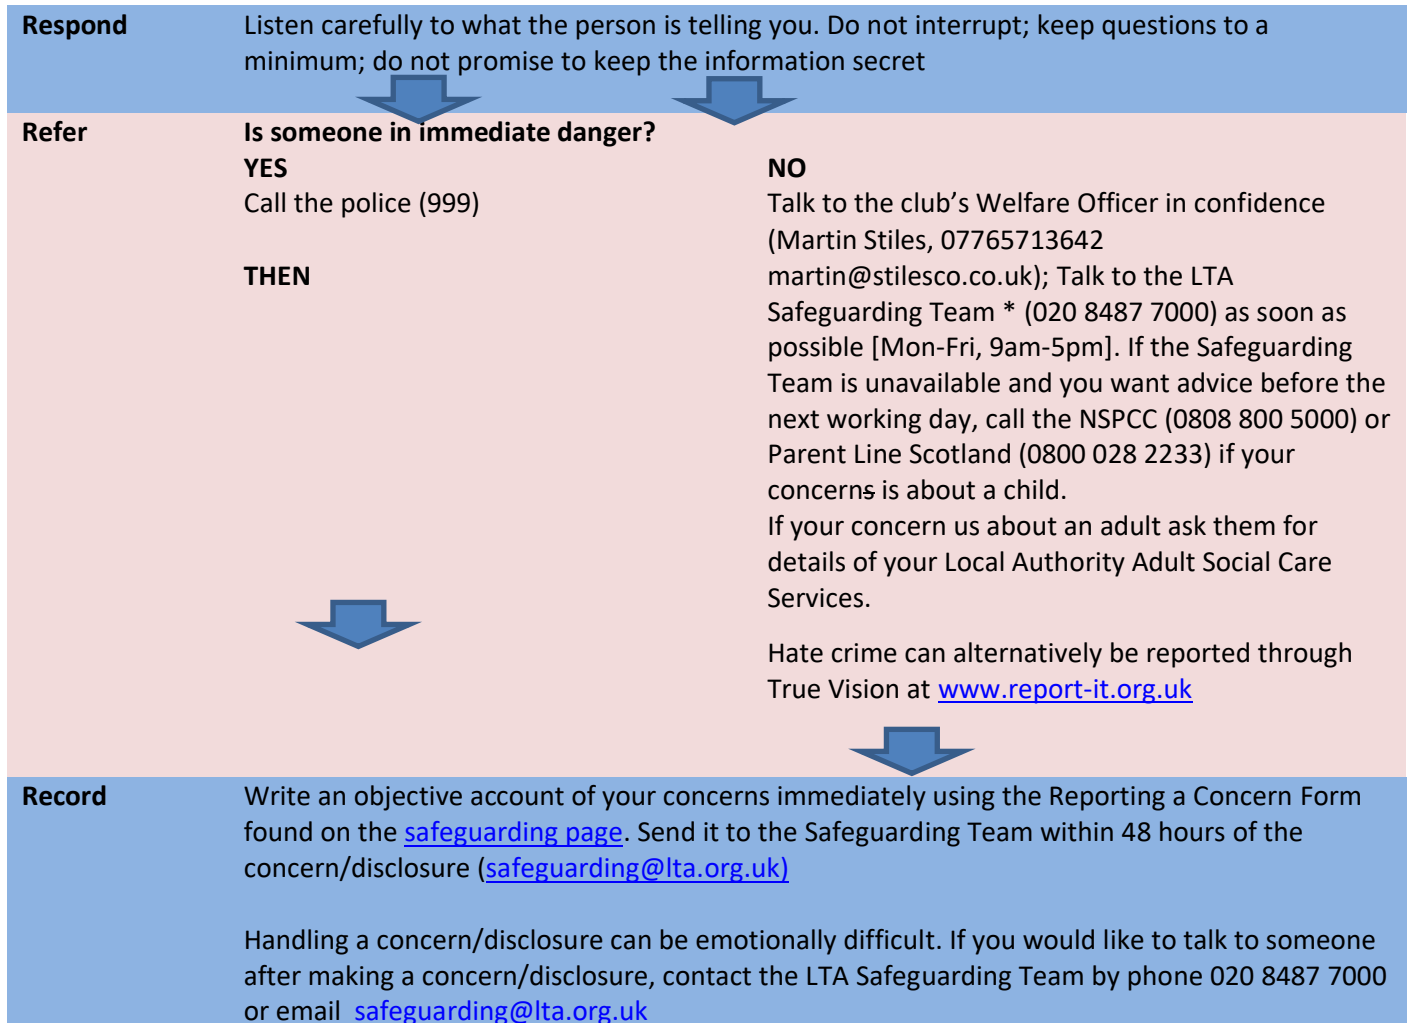 Respond
Listen carefully to what the person is telling you. Do not interrupt; keep questions to a
minimum; do not promise to keep the information secret
Refer
Is someone in immediate danger?
YES
Call the police (999)
THEN
NO
Talk to the club’s Welfare Officer in confidence
(Martin Stiles, 07765713642
martin@stilesco.co.uk); Talk to the LTA
Safeguarding Team * (020 8487 7000) as soon as
possible [Mon-Fri, 9am-5pm]. If the Safeguarding
Team is unavailable and you want advice before the
next working day, call the NSPCC (0808 800 5000) or
Parent Line Scotland (0800 028 2233) if your
concerns is about a child.
If your concern us about an adult ask them for
details of your Local Authority Adult Social Care
Services.
Hate crime can alternatively be reported through
True Vision at www.report-it.org.uk
Record
Write an objective account of your concerns immediately using the Reporting a Concern Form
found on the safeguarding page. Send it to the Safeguarding Team within 48 hours of the
concern/disclosure (safeguarding@lta.org.uk)
Handling a concern/disclosure can be emotionally difficult. If you would like to talk to someone
after making a concern/disclosure, contact the LTA Safeguarding Team by phone 020 8487 7000
or email safeguarding@lta.org.uk